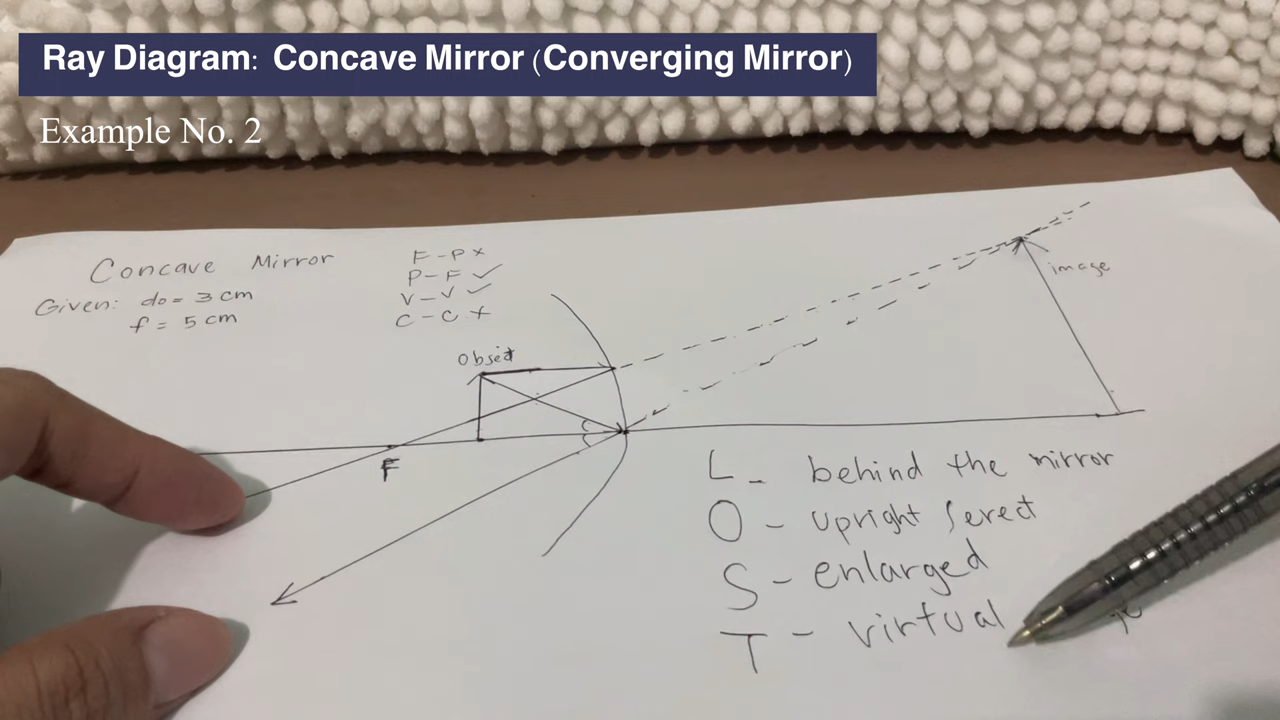 Ray Diagram: Concave Mirror (Converging Mirror)
Example No. 2
Concave Mirror
Given: do = 3 cm
f = 5 cm
F - P x
P - F ✓
V - V ✓
C - C x
Object
image
F
L - behind the mirror
O - upright / erect
S - enlarged
T - virtual